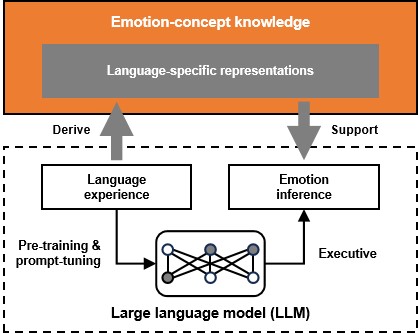 Emotion-concept knowledge
Language-specific representations
Derive
Support
Language
experience
Emotion
inference
Pre-training &
prompt-tuning
Executive
Large language model (LLM)